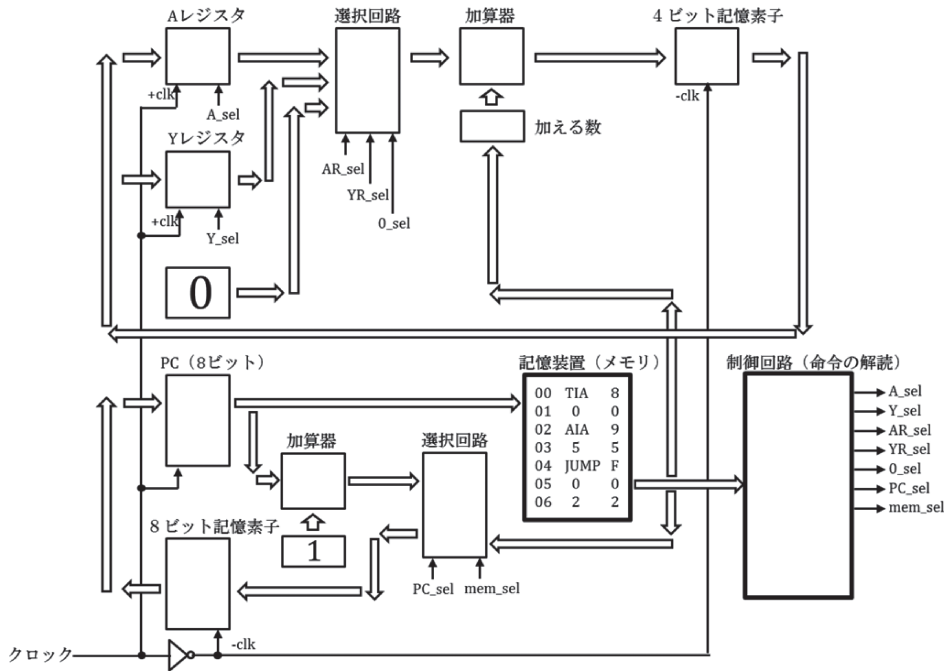 Aレジスタ
選択回路
加算器
4ビット記憶素子
+clk
A_sel
-clk
加える数
Yレジスタ
AR_sel
YR_sel
0_sel
+clk
Y_sel
0
PC（8ビット）
記憶装置（メモリ）
制御回路（命令の解読）
00 TIA 8
01 0 0
02 AIA 9
03 5 5
04 JUMP F
05 0 0
06 2 2
A_sel
Y_sel
AR_sel
YR_sel
0_sel
PC_sel
mem_sel
加算器
選択回路
8ビット記憶素子
1
PC_sel
mem_sel
-clk
クロック